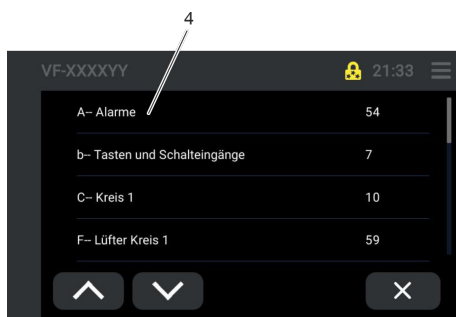 4
VF-XXXXYY 21:33
A-- Alarme 54
b-- Tasten und Schalteingänge 7
C-- Kreis 1 10
F-- Lüfter Kreis 1 59